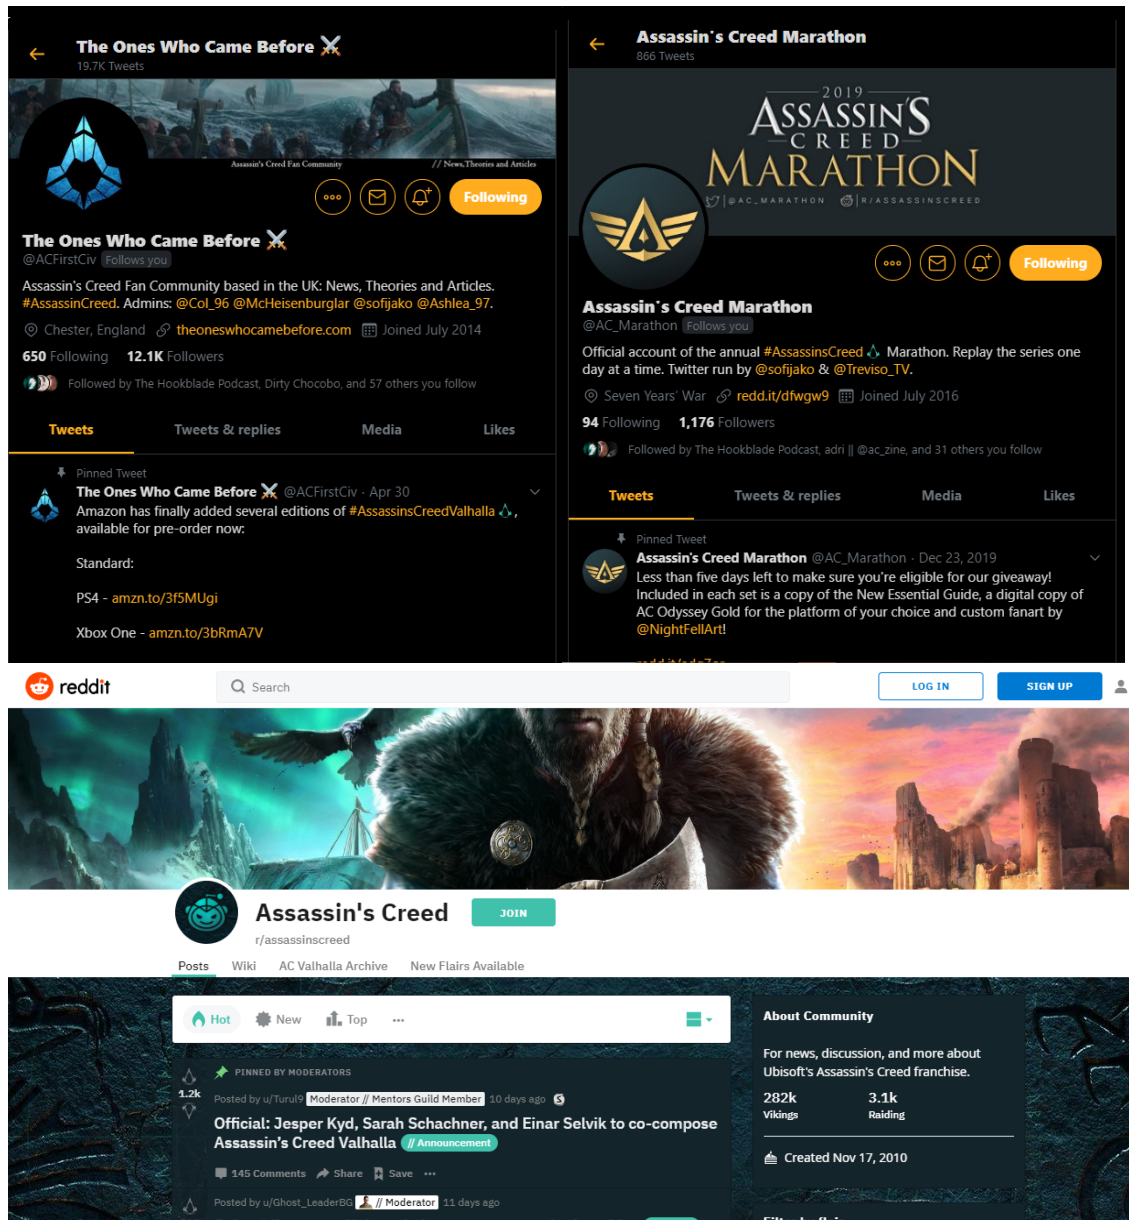 The Ones Who Came Before ⚔
19.7K Tweets
Assassin's Creed Fan Community
// News,Theories and Articles
Following
The Ones Who Came Before ⚔
@ACFirstCiv Follows you
Assassin's Creed Fan Community based in the UK: News, Theories and Articles.
#AssassinCreed. Admins: @Col_96 @McHeisenburglar @sofijako @Ashlea_97.
Chester, England theoneswhocamebefore.com Joined July 2014
650 Following 12.1K Followers
Followed by The Hookblade Podcast, Dirty Chocobo, and 57 others you follow
Tweets Tweets & replies Media Likes
Pinned Tweet
The Ones Who Came Before ⚔ @ACFirstCiv · Apr 30
Amazon has finally added several editions of #AssassinsCreedValhalla ,
available for pre-order now:
Standard:
PS4 - amzn.to/3f5MUgi
Xbox One - amzn.to/3bRmA7V
Assassin's Creed Marathon
866 Tweets
2019
ASSASSIN'S
CREED
MARATHON
|@AC_MARATHON |R/ASSASSINSCREED
Following
Assassin's Creed Marathon
@AC_Marathon Follows you
Official account of the annual #AssassinsCreed Marathon. Replay the series one
day at a time. Twitter run by @sofijako & @Treviso_TV.
Seven Years' War redd.it/dfwgw9 Joined July 2016
94 Following 1,176 Followers
Followed by The Hookblade Podcast, adri || @ac_zine, and 31 others you follow
Tweets Tweets & replies Media Likes
Pinned Tweet
Assassin's Creed Marathon @AC_Marathon · Dec 23, 2019
Less than five days left to make sure you're eligible for our giveaway!
Included in each set is a copy of the New Essential Guide, a digital copy of
AC Odyssey Gold for the platform of your choice and custom fanart by
@NightFellArt!
reddit Search LOG IN SIGN UP
Assassin's Creed JOIN
r/assassinscreed
Posts Wiki AC Valhalla Archive New Flairs Available
Hot New Top ...
PINNED BY MODERATORS
1.2k
Posted by u/Turul9 Moderator // Mentors Guild Member 10 days ago S
Official: Jesper Kyd, Sarah Schachner, and Einar Selvik to co-compose
Assassin's Creed Valhalla // Announcement
145 Comments Share Save ...
Posted by u/Ghost_LeaderBG // Moderator 11 days ago
About Community
For news, discussion, and more about
Ubisoft's Assassin's Creed franchise.
282k 3.1k
Vikings Raiding
Created Nov 17, 2010